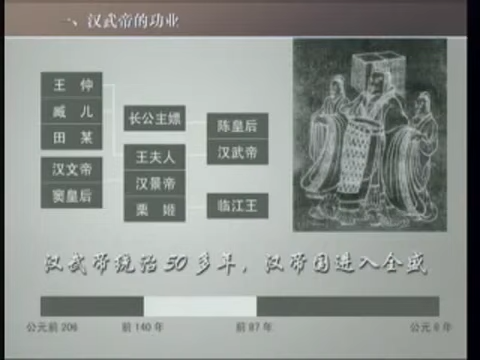 一、汉武帝的功业
王 仲
臧 儿
田 某
汉文帝
窦皇后
长公主嫖
王夫人
汉景帝
栗 姬
陈皇后
汉武帝
临江王
汉武帝统治50多年，汉帝国进入全盛
公元前206 前140年 前87年 公元8年